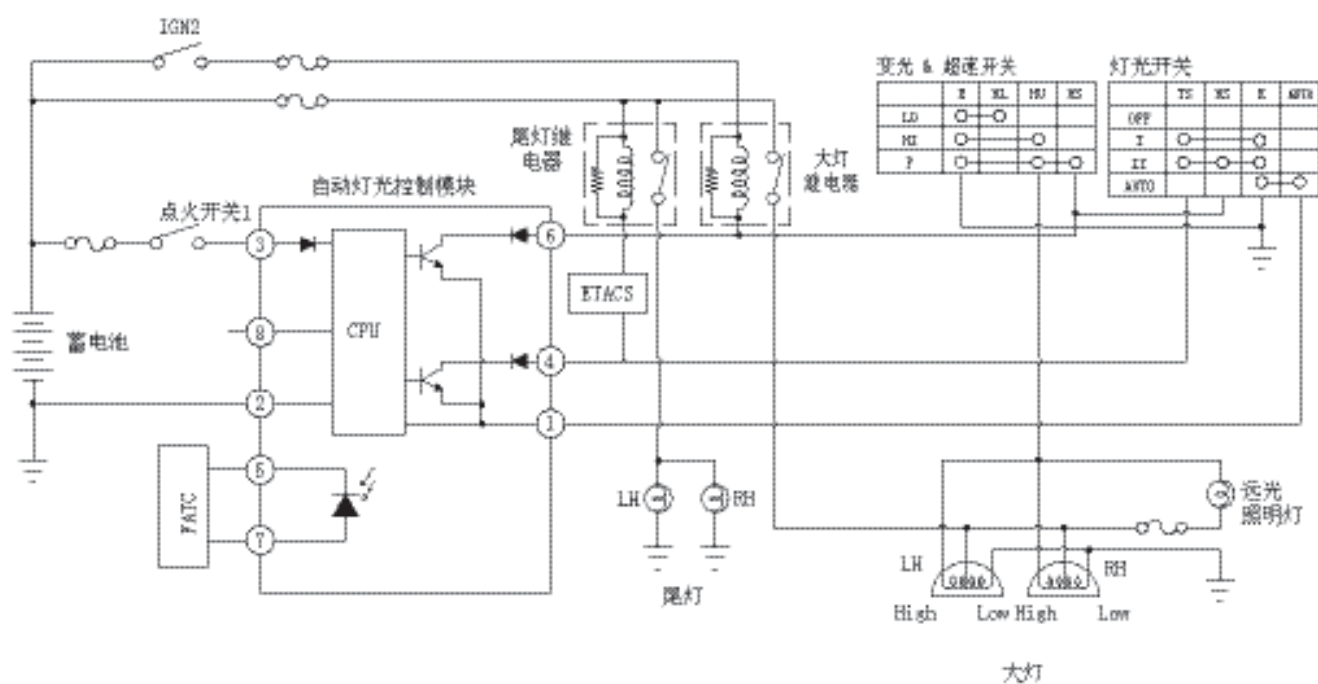 IGN2
变光 & 超速开关
灯光开关
E HL HU HS
TS HS E AUTO
LO
OFF
HI
I
P
II
AUTO
尾灯继
电器
大灯
继电器
自动灯光控制模块
点火开关1
3
6
ETACS
8
CPU
蓄电池
4
2
1
5
FATC
LH
RH
远光
照明灯
7
LH
RH
尾灯
High
Low
High
Low
大灯